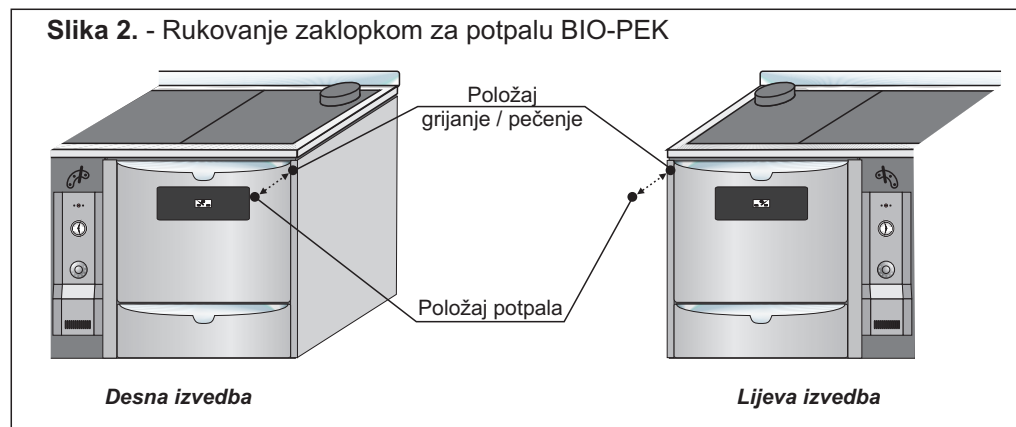 Slika 2. - Rukovanje zaklopkom za potpalu BIO-PEK
Položaj
grijanje / pečenje
Položaj potpala
Desna izvedba
Lijeva izvedba